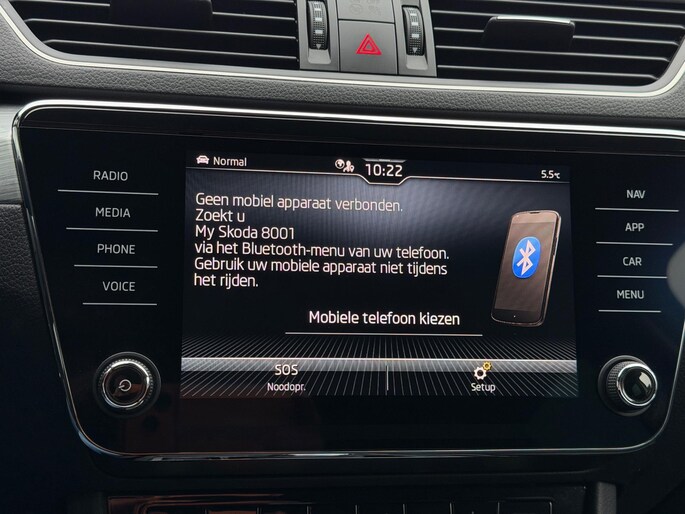 Normal
10:22
5.5°C
RADIO
MEDIA
PHONE
VOICE
NAV
APP
CAR
MENU
Geen mobiel apparaat verbonden.
Zoekt u
My Skoda 8001
via het Bluetooth-menu van uw telefoon.
Gebruik uw mobiele apparaat niet tijdens
het rijden.
Mobiele telefoon kiezen
SOS
Noodopr.
Setup